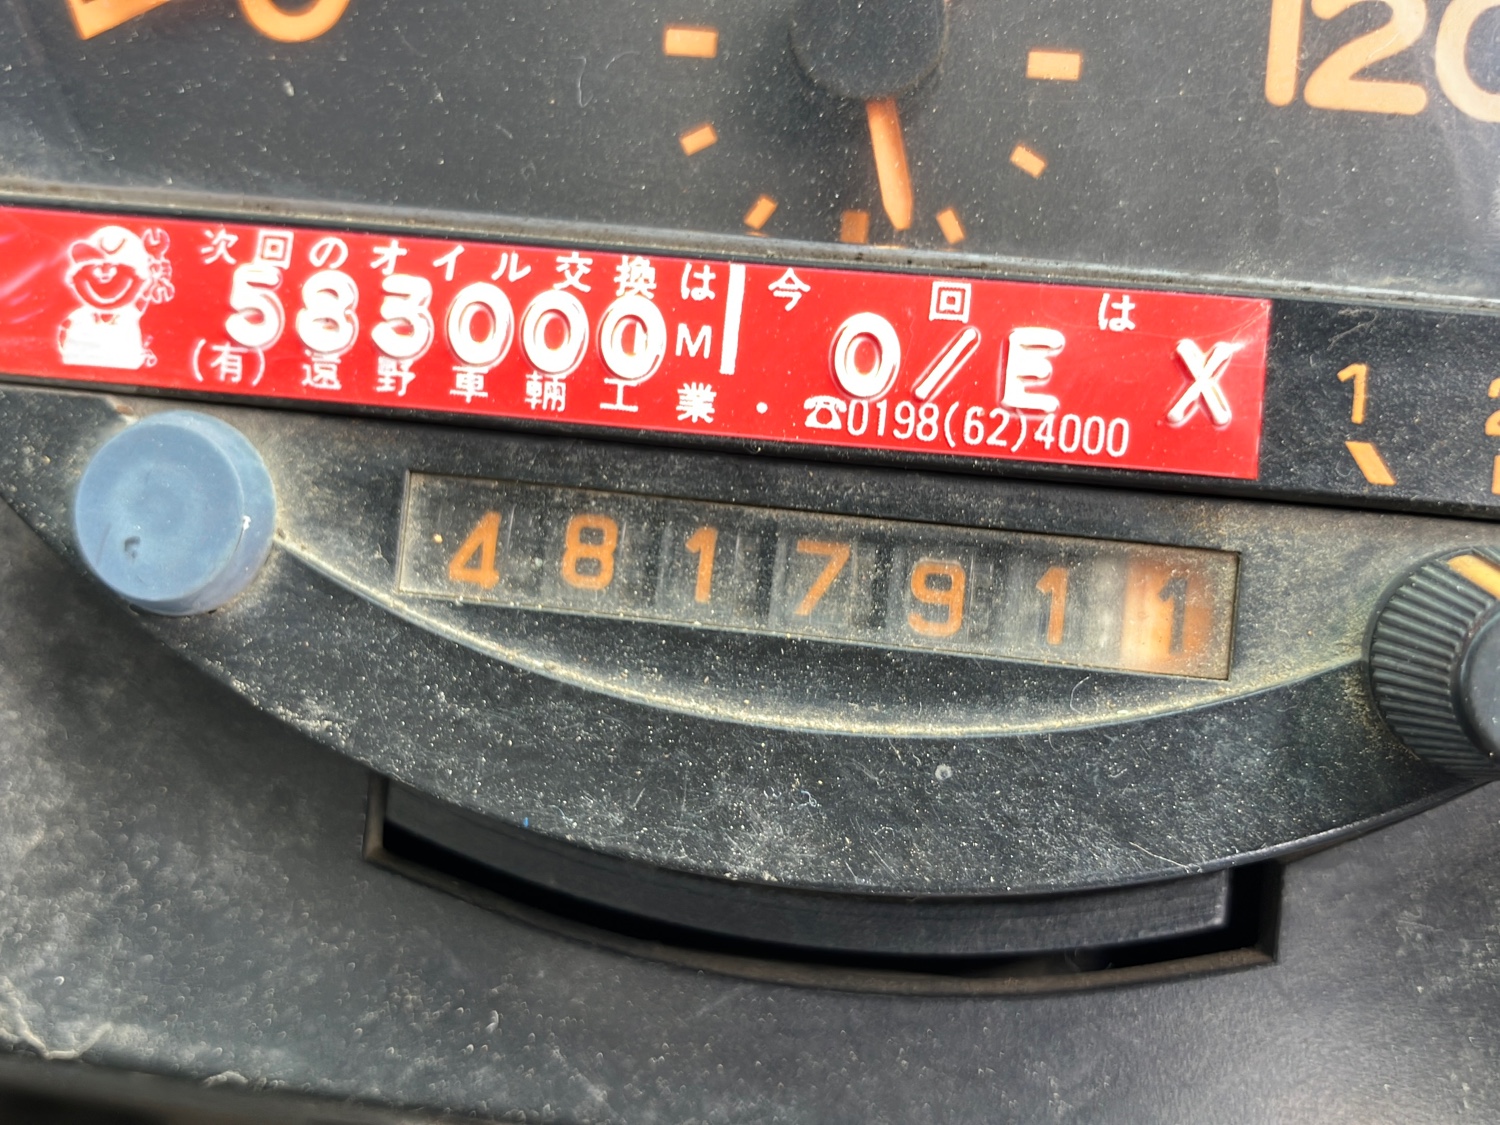 120
次回のオイル交換は
583000 M
今回は
O/E X
(有)遠野車輌工業・☎0198(62)4000
1
4817911